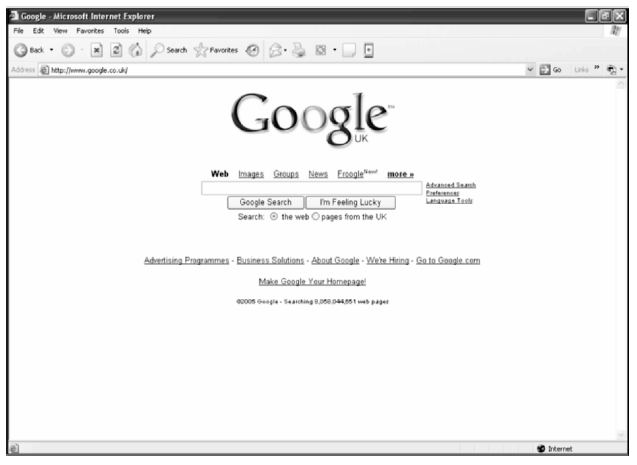 Google - Microsoft Internet Explorer
File Edit View Favorites Tools Help
Back Search Favorites
Address http://www.google.co.uk/ Go Links »
Google™
UK
Web Images Groups News Froogle New! more »
Advanced Search
Preferences
Language Tools
Google Search I'm Feeling Lucky
Search: the web pages from the UK
Advertising Programmes - Business Solutions - About Google - We're Hiring - Go to Google.com
Make Google Your Homepage!
©2005 Google - Searching 8,058,044,651 web pages
Internet